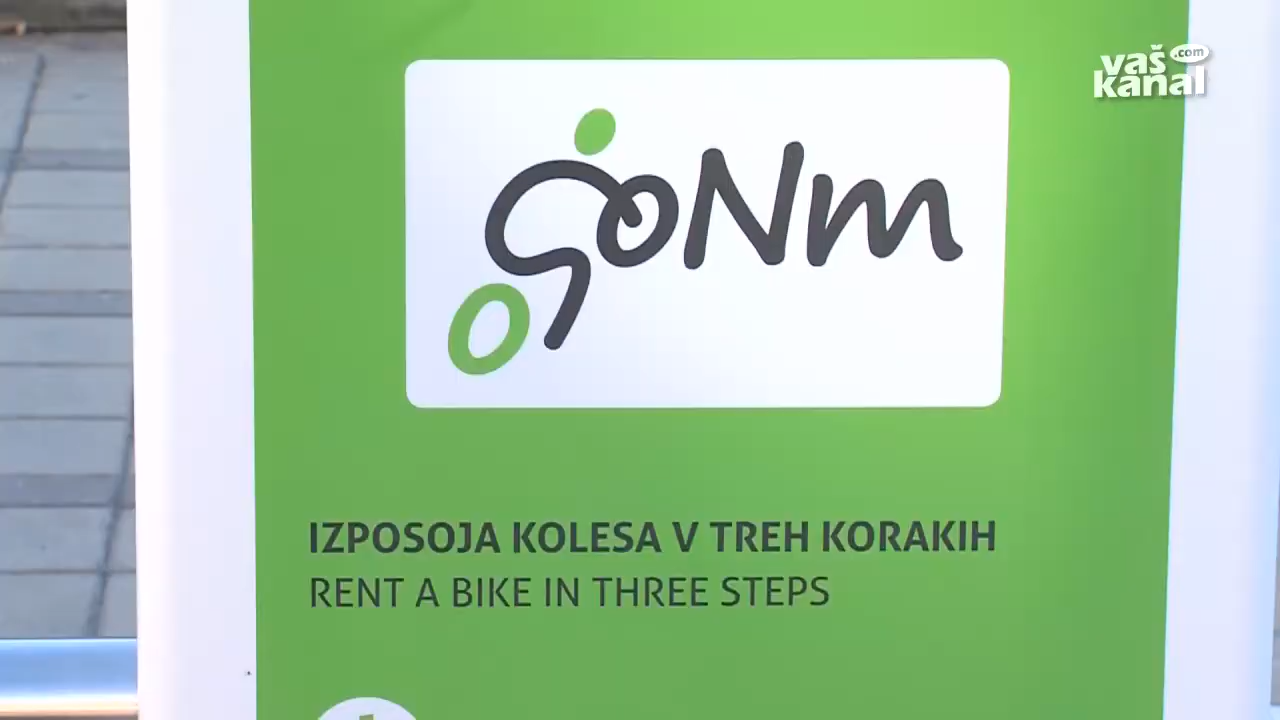 vaš
.com
kanal
goNm
IZPOSOJA KOLESA V TREH KORAKIH
RENT A BIKE IN THREE STEPS